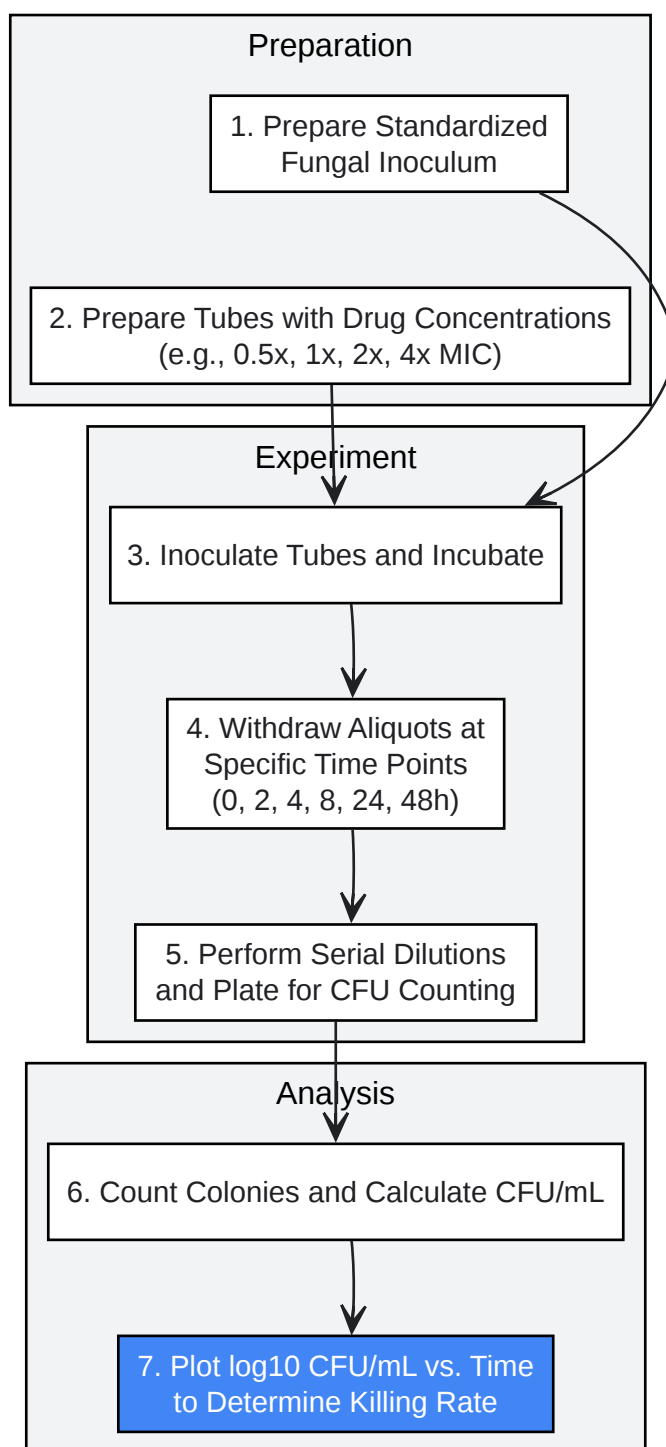 Preparation
1. Prepare Standardized
Fungal Inoculum
2. Prepare Tubes with Drug Concentrations
(e.g., 0.5x, 1x, 2x, 4x MIC)
Experiment
3. Inoculate Tubes and Incubate
4. Withdraw Aliquots at
Specific Time Points
(0, 2, 4, 8, 24, 48h)
5. Perform Serial Dilutions
and Plate for CFU Counting
Analysis
6. Count Colonies and Calculate CFU/mL
7. Plot log10 CFU/mL vs. Time
to Determine Killing Rate